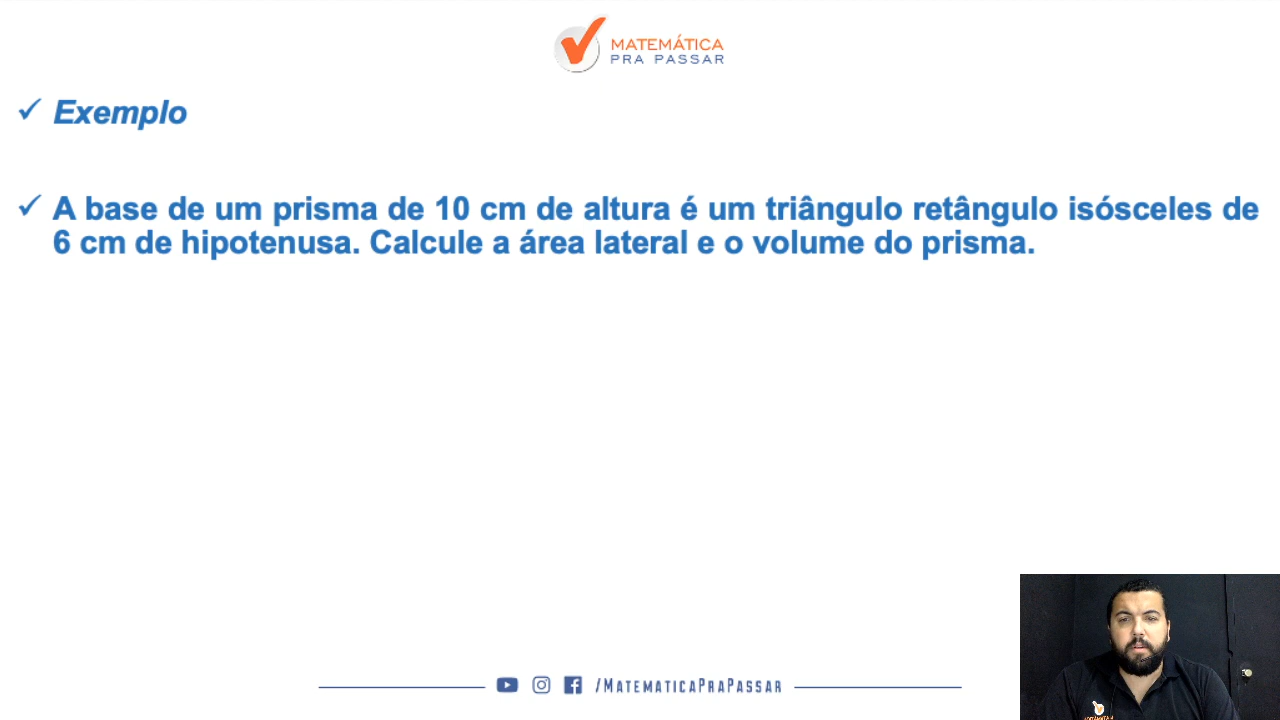 MATEMÁTICA
PRA PASSAR
✓ Exemplo
✓ A base de um prisma de 10 cm de altura é um triângulo retângulo isósceles de
6 cm de hipotenusa. Calcule a área lateral e o volume do prisma.
/MATEMATICAPRAPASSAR